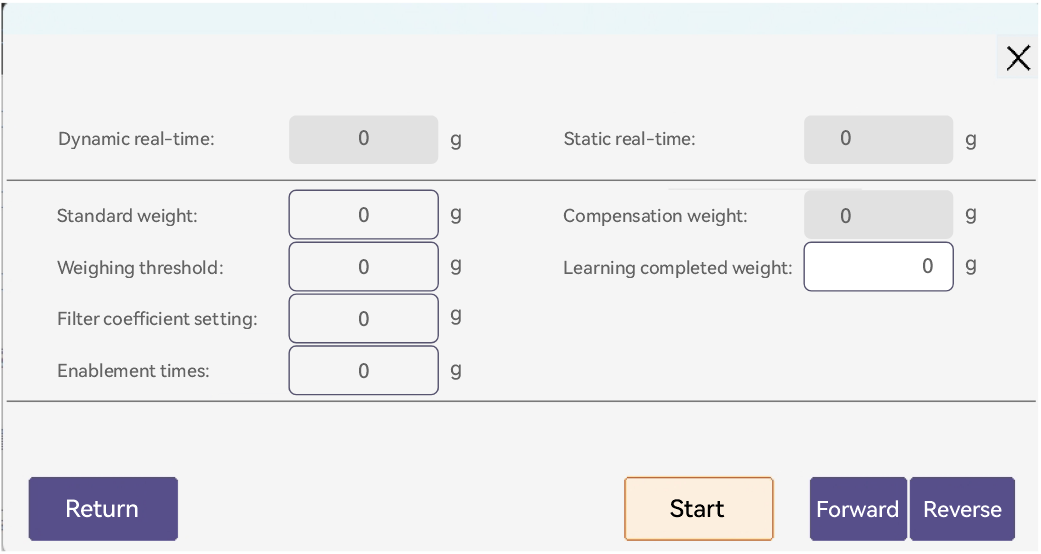 Dynamic real-time: 0 g Static real-time: 0 g
Standard weight: 0 g Compensation weight: 0 g
Weighing threshold: 0 g Learning completed weight: 0 g
Filter coefficient setting: 0 g
Enablement times: 0 g
Return Start Forward Reverse